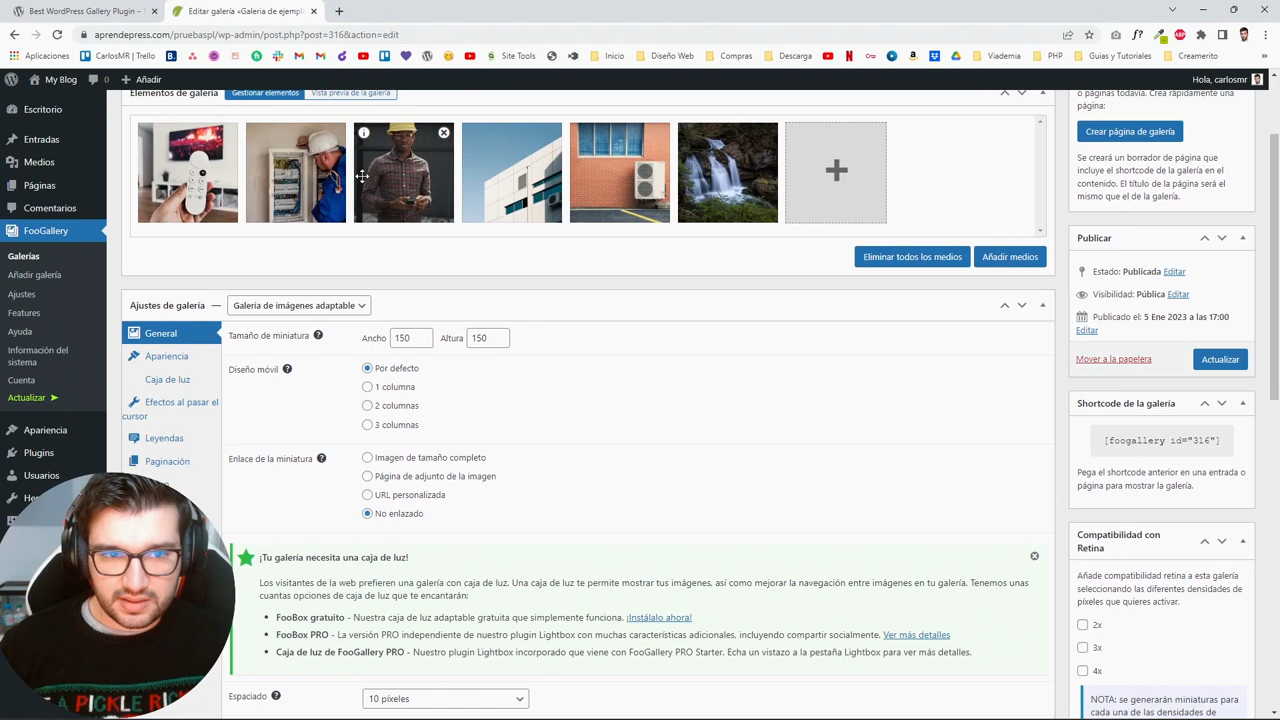 Best WordPress Gallery Plugin –
Editar galería «Galeria de ejempl
aprendepress.com/pruebaspl/wp-admin/post.php?post=316&action=edit
Aplicaciones
CarlosMR | Trello
Site Tools
Inicio
Diseño Web
Compras
Descarga
Viademia
PHP
Guias y Tutoriales
Creamerito
My Blog
0
Añadir
Hola, carlosmr
Escritorio
Entradas
Medios
Páginas
Comentarios
FooGallery
Galerías
Añadir galería
Ajustes
Features
Ayuda
Información del
sistema
Cuenta
Actualizar ➤
Apariencia
Plugins
Usuarios
Her
Elementos de galería
Gestionar elementos
Vista previa de la galería
Eliminar todos los medios
Añadir medios
Ajustes de galería —
Galería de imágenes adaptable
General
Apariencia
Caja de luz
Efectos al pasar el
cursor
Leyendas
Paginación
Tamaño de miniatura
Ancho 150 Altura 150
Diseño móvil
Por defecto
1 columna
2 columnas
3 columnas
Enlace de la miniatura
Imagen de tamaño completo
Página de adjunto de la imagen
URL personalizada
No enlazado
¡Tu galería necesita una caja de luz!
Los visitantes de la web prefieren una galería con caja de luz. Una caja de luz te permite mostrar tus imágenes, así como mejorar la navegación entre imágenes en tu galería. Tenemos unas
cuantas opciones de caja de luz que te encantarán:
• FooBox gratuito - Nuestra caja de luz adaptable gratuita que simplemente funciona. ¡Instálalo ahora!
• FooBox PRO - La versión PRO independiente de nuestro plugin Lightbox con muchas características adicionales, incluyendo compartir socialmente. Ver más detalles
• Caja de luz de FooGallery PRO - Nuestro plugin Lightbox incorporado que viene con FooGallery PRO Starter. Echa un vistazo a la pestaña Lightbox para ver más detalles.
Espaciado
10 píxeles
o páginas todavía. Crea rápidamente una
página:
Crear página de galería
Se creará un borrador de página que
incluye el shortcode de la galería en el
contenido. El título de la página será el
mismo que el de la galería.
Publicar
Estado: Publicada Editar
Visibilidad: Pública Editar
Publicado el: 5 Ene 2023 a las 17:00
Editar
Mover a la papelera
Actualizar
Shortcode de la galería
[foogallery id="316"]
Pega el shortcode anterior en una entrada o
página para mostrar la galería.
Compatibilidad con
Retina
Añade compatibilidad retina a esta galería
seleccionando las diferentes densidades de
píxeles que quieres activar.
2x
3x
4x
NOTA: se generarán miniaturas para
cada una de las densidades de
A PICKLE RICK